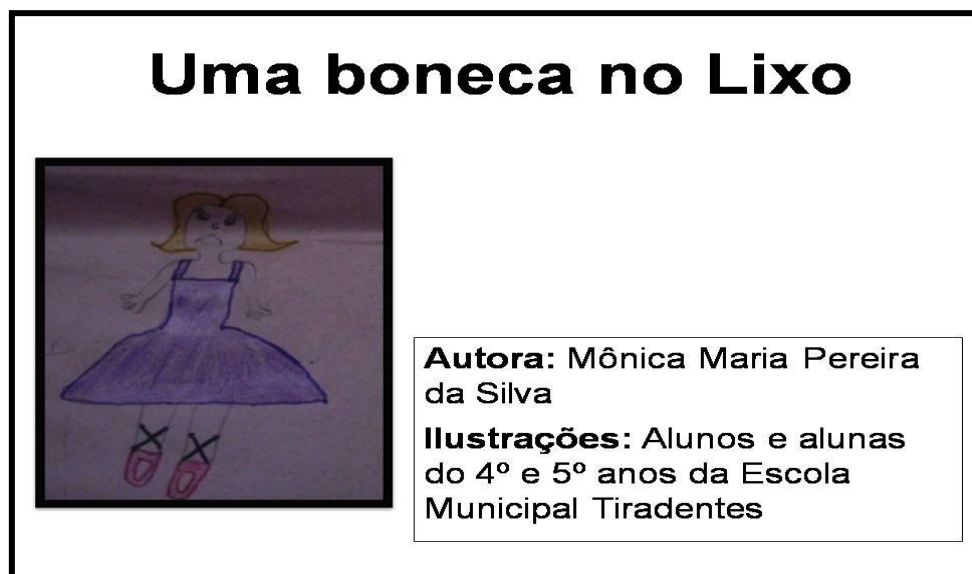 Uma boneca no Lixo
Autora: Mônica Maria Pereira
da Silva
Ilustrações: Alunos e alunas
do 4º e 5º anos da Escola
Municipal Tiradentes